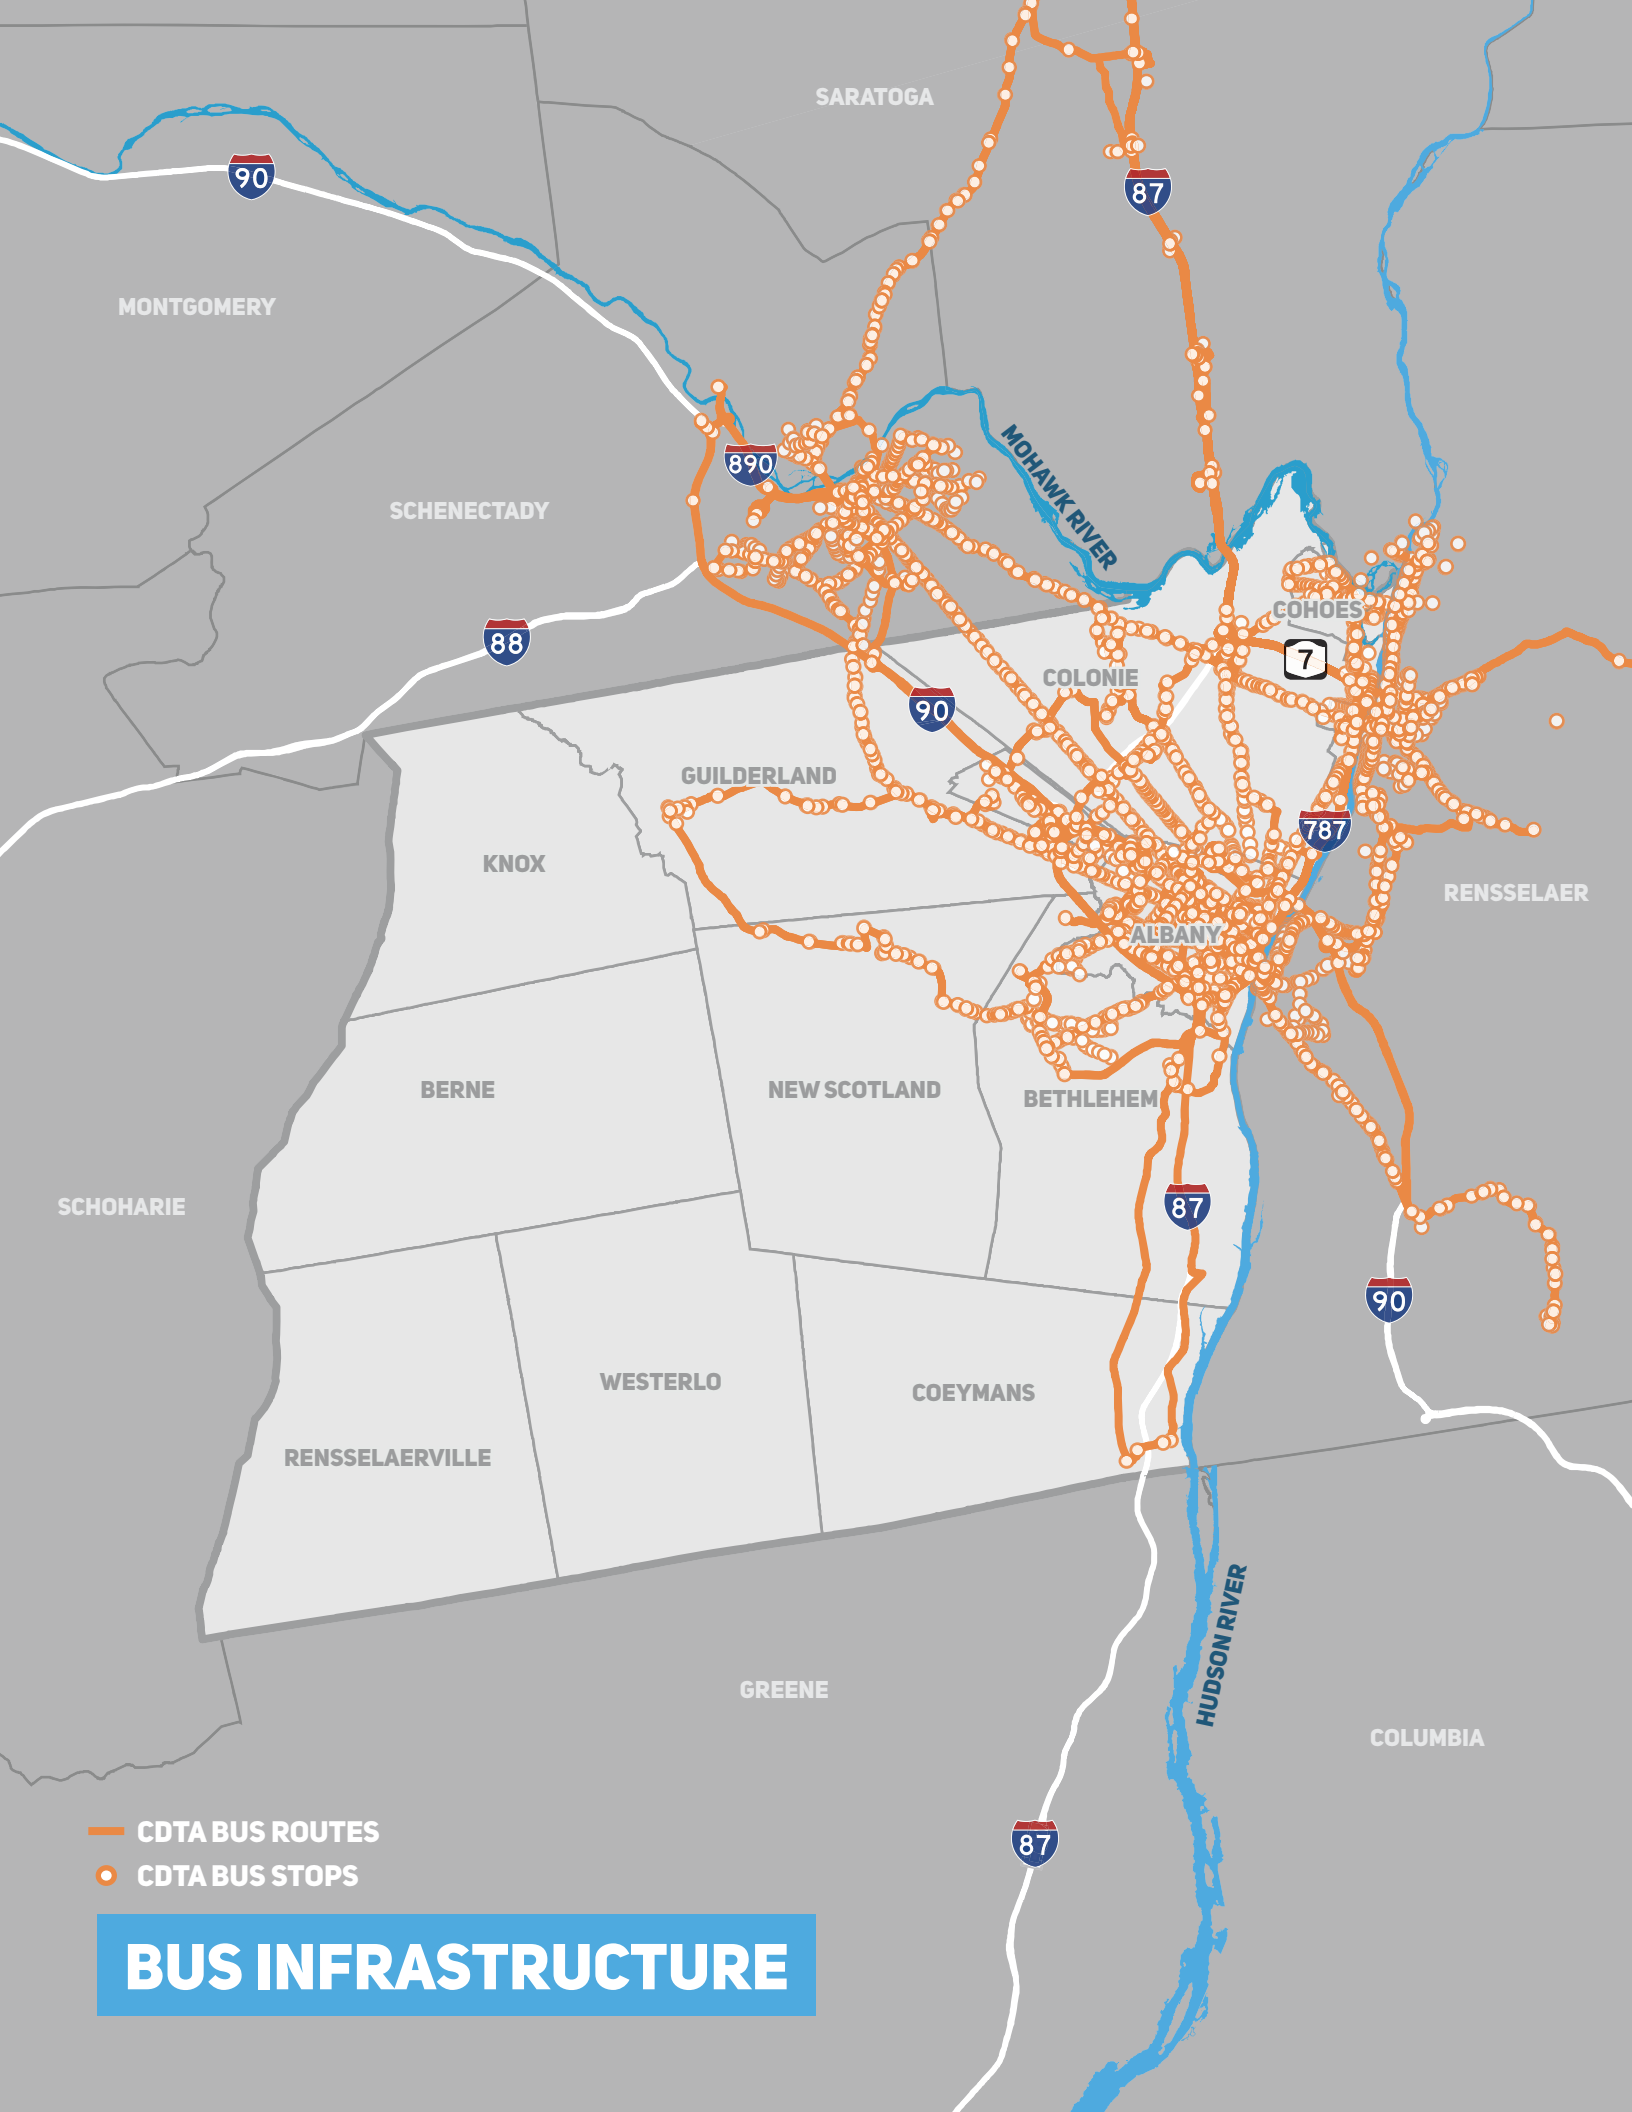 SARATOGA
90
87
MONTGOMERY
890
MOHAWK RIVER
SCHENECTADY
88
COHOES
7
COLONIE
90
GUILDERLAND
787
KNOX
RENSSELAER
ALBANY
BERNE
NEW SCOTLAND
BETHLEHEM
SCHOHARIE
87
90
WESTERLO
COEYMANS
RENSSELAERVILLE
HUDSON RIVER
GREENE
COLUMBIA
87
CDTA BUS ROUTES
CDTA BUS STOPS
BUS INFRASTRUCTURE